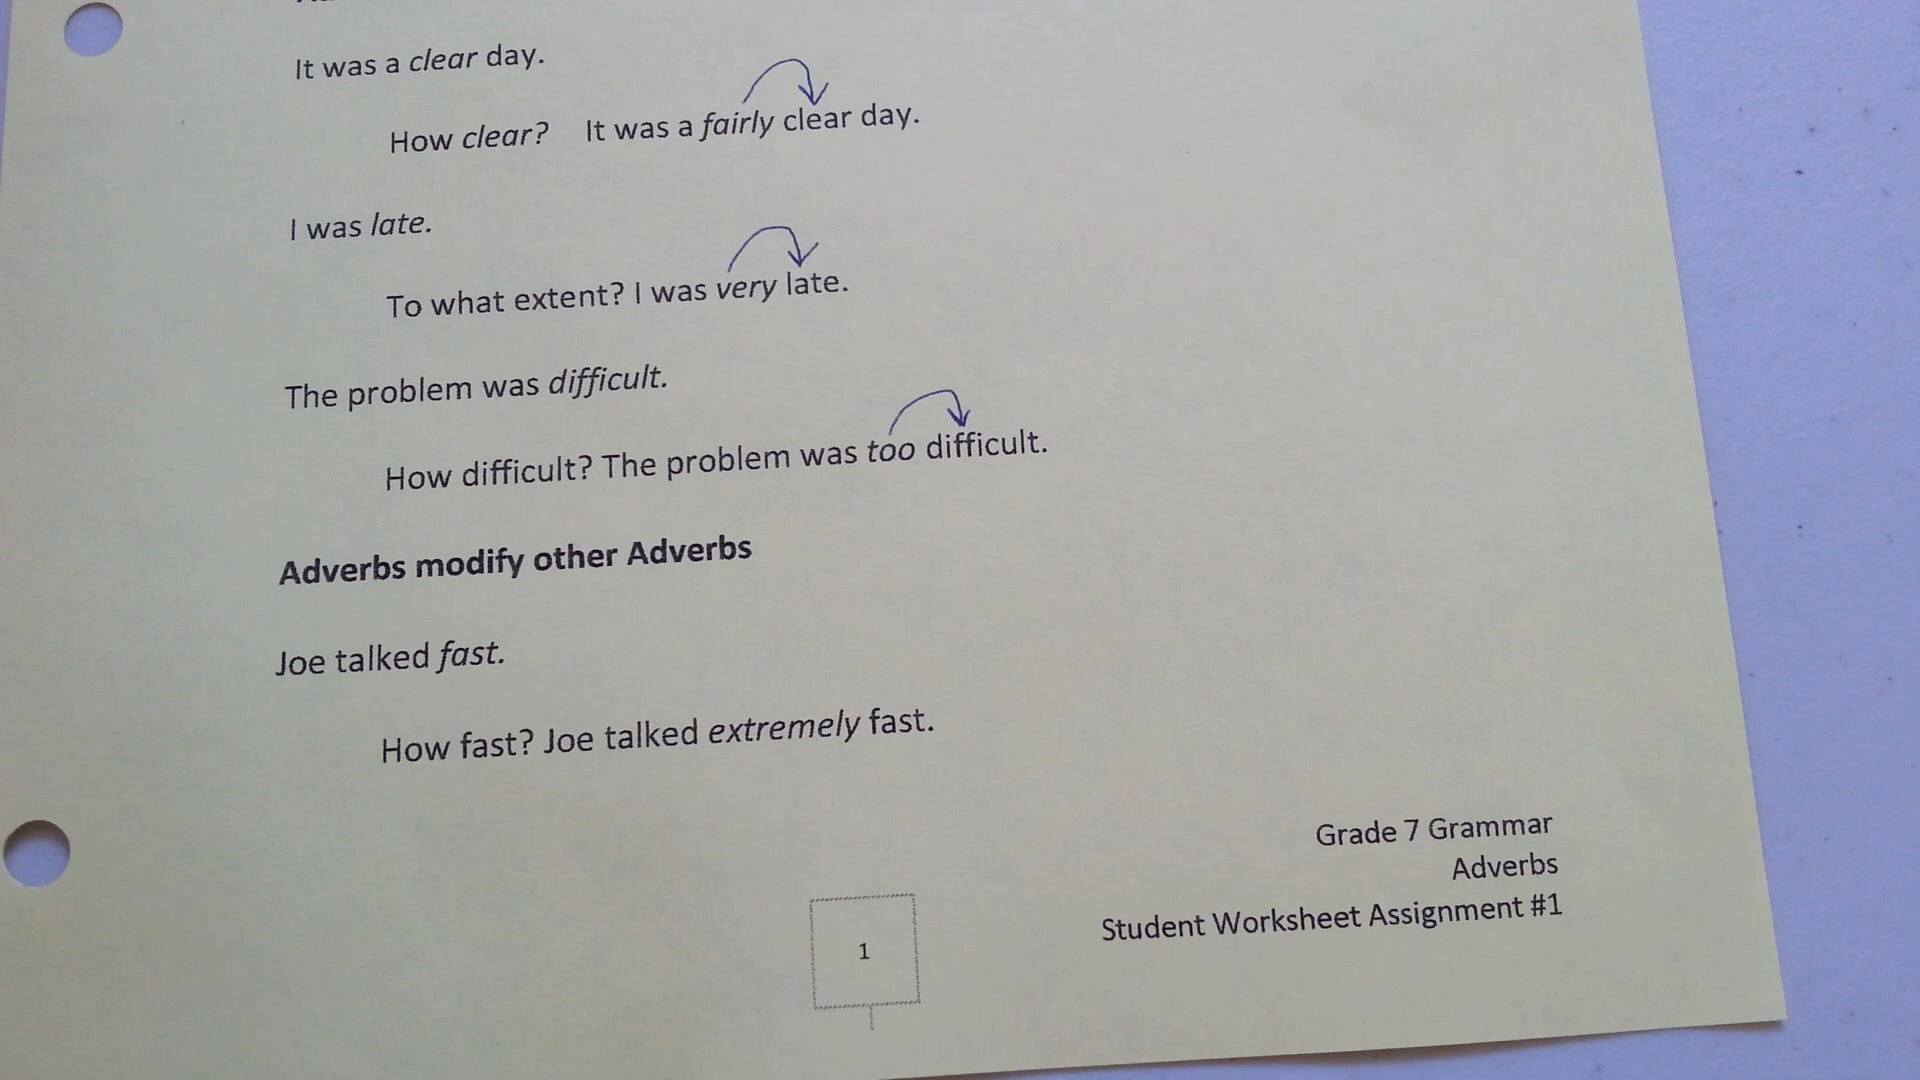 It was a clear day.
How clear? It was a fairly clear day.
I was late.
To what extent? I was very late.
The problem was difficult.
How difficult? The problem was too difficult.
Adverbs modify other Adverbs
Joe talked fast.
How fast? Joe talked extremely fast.
Grade 7 Grammar
Adverbs
Student Worksheet Assignment #1
1